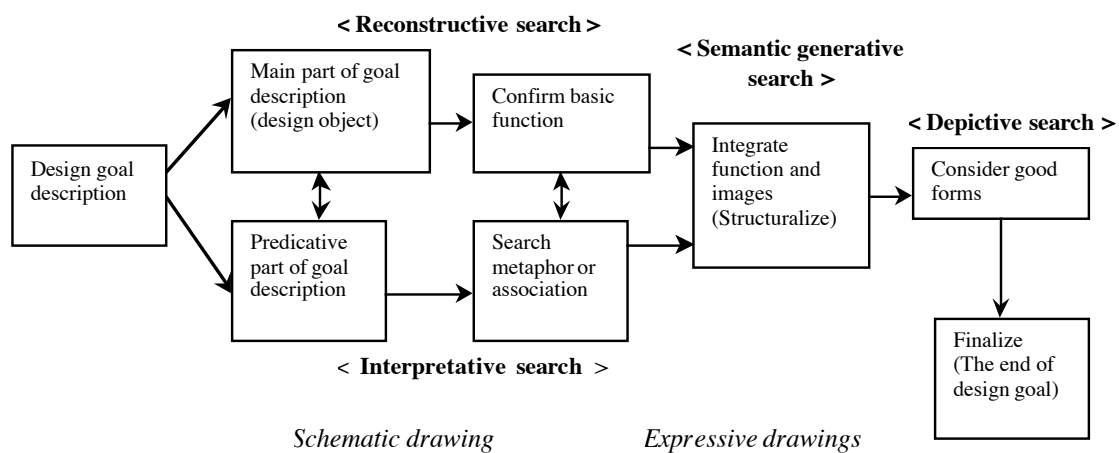 < Reconstructive search >
Main part of goal
description
(design object)
Confirm basic
function
< Semantic generative
search >
< Depictive search >
Design goal
description
Integrate
function and
images
(Structuralize)
Consider good
forms
Predicative
part of goal
description
Search
metaphor or
association
< Interpretative search >
Finalize
(The end of
design goal)
Schematic drawing
Expressive drawings